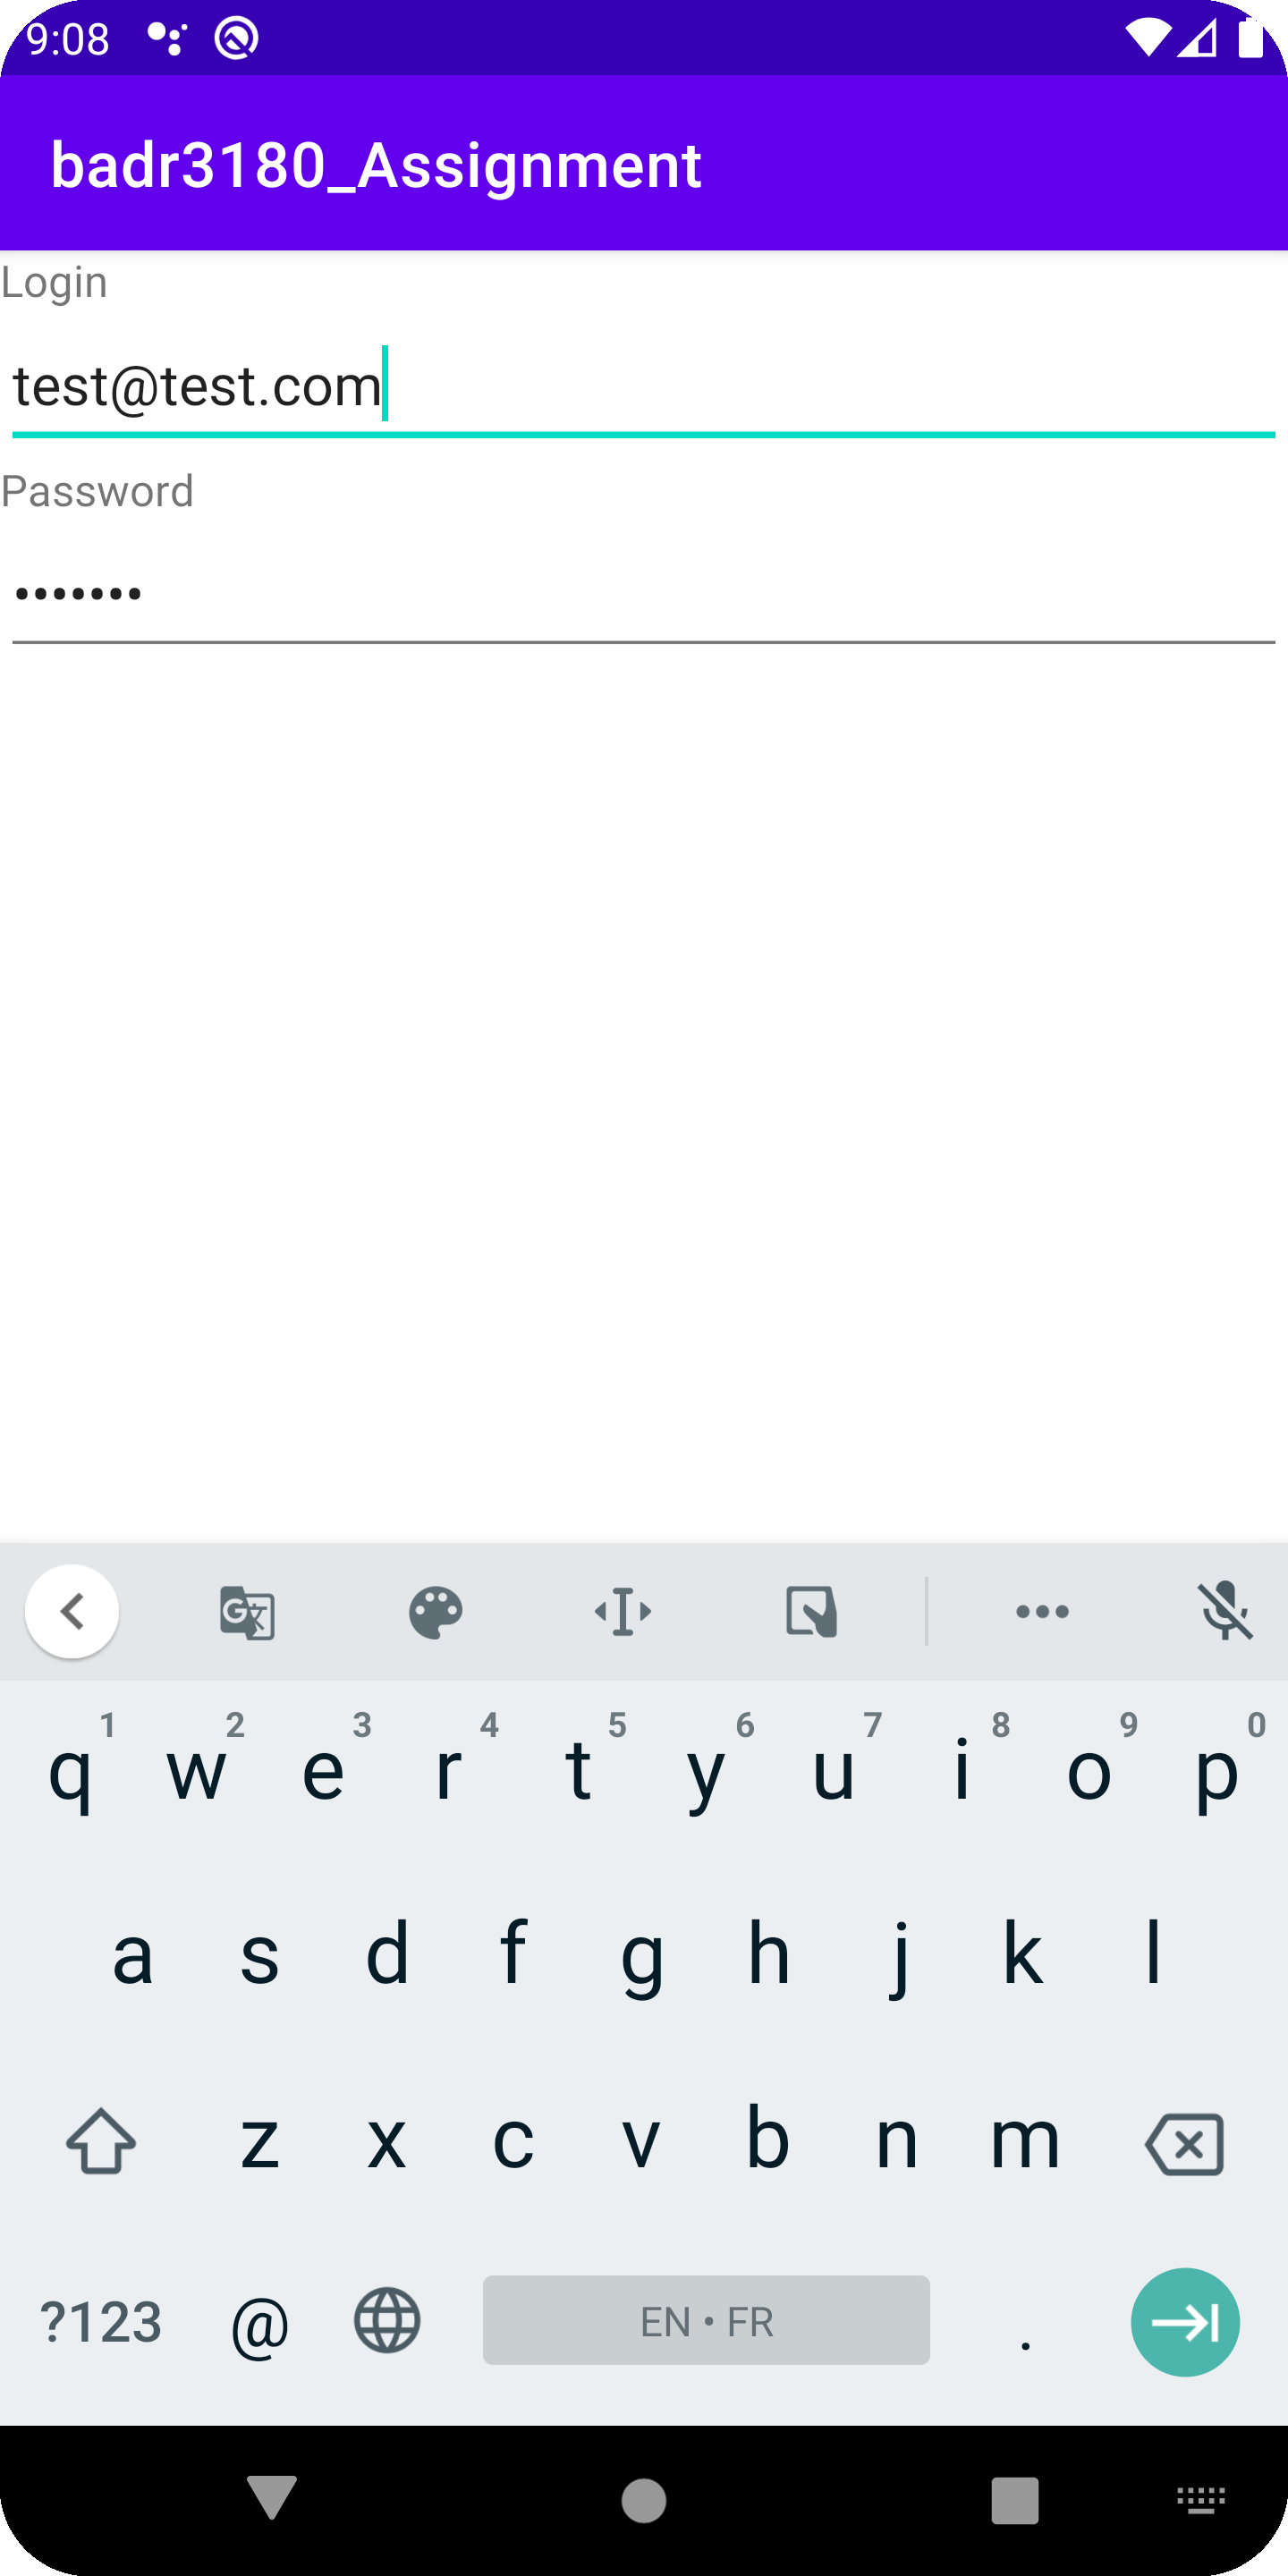 9:08
badr3180_Assignment
Login
test@test.com
Password
•••••••
1 2 3 4 5 6 7 8 9 0
q w e r t y u i o p
a s d f g h j k l
z x c v b n m
?123 @ EN • FR .